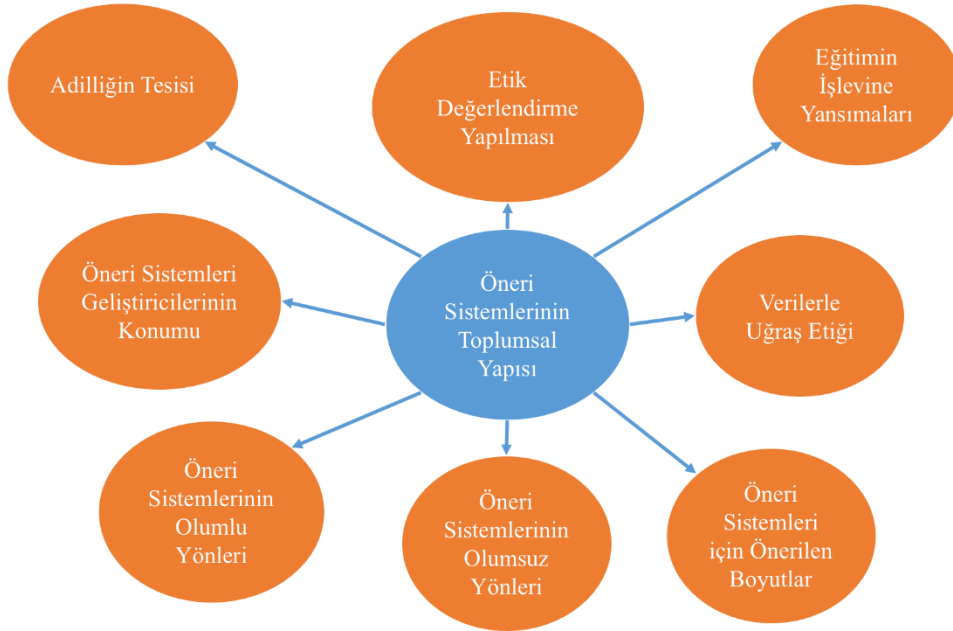 Adilliğin Tesisi
Etik
Değerlendirme
Yapılması
Eğitimin
İşlevine
Yansımaları
Öneri Sistemleri
Geliştiricilerinin
Konumu
Öneri
Sistemlerinin
Toplumsal
Yapısı
Verilerle
Uğraş Etiği
Öneri
Sistemlerinin
Olumlu
Yönleri
Öneri
Sistemlerinin
Olumsuz
Yönleri
Öneri
Sistemleri
için Önerilen
Boyutlar